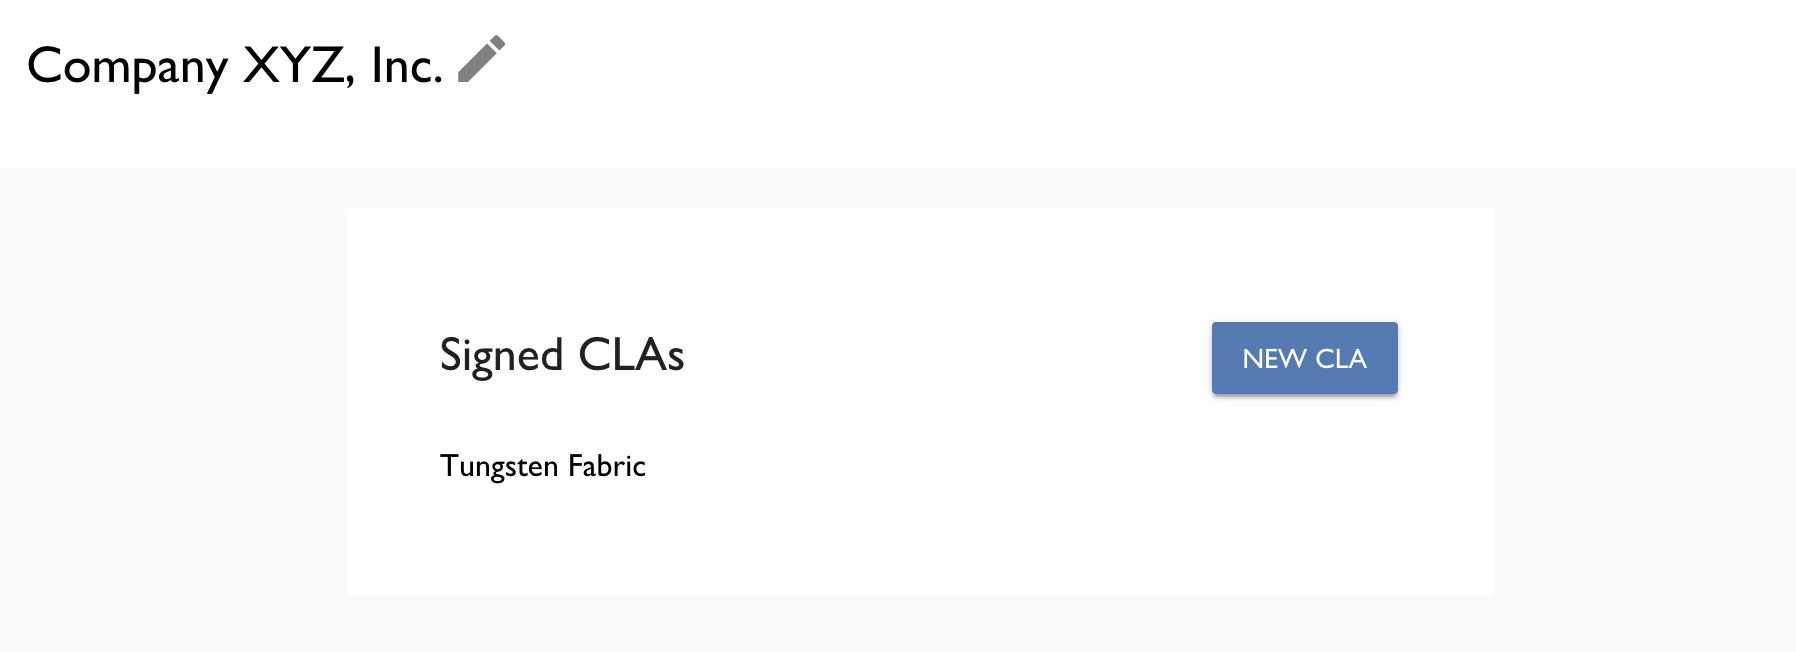 Company XYZ, Inc.
Signed CLAs
NEW CLA
Tungsten Fabric